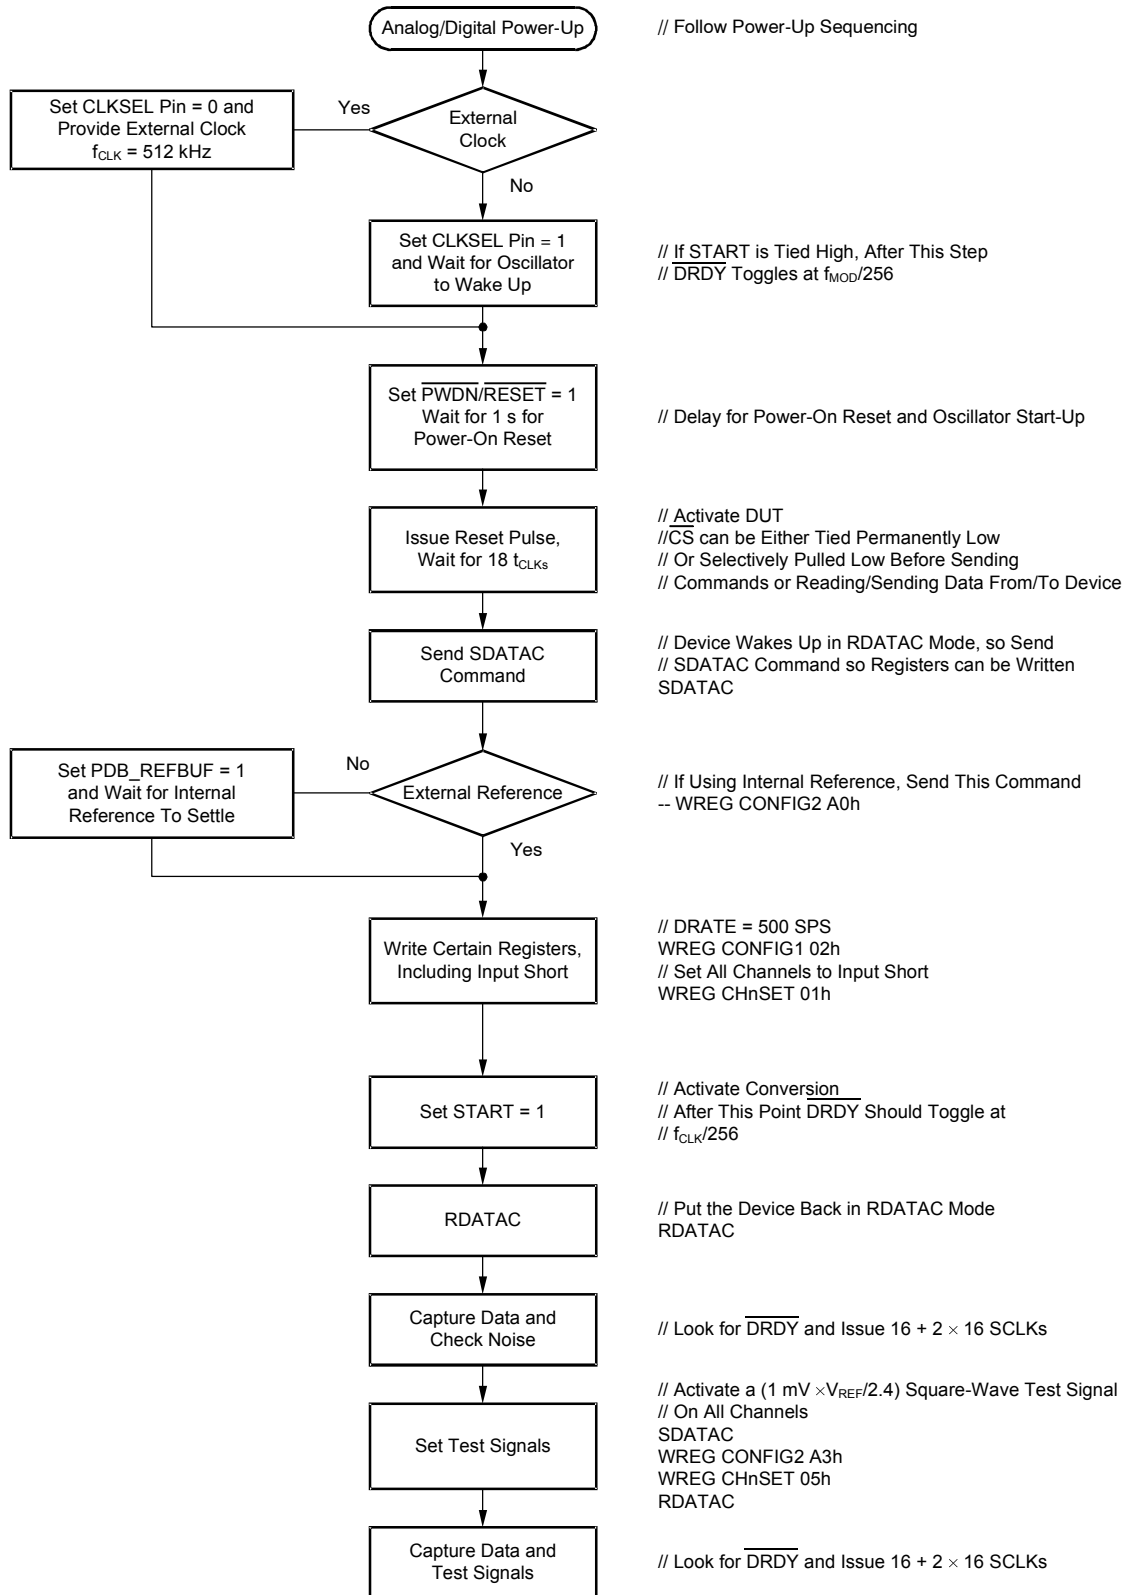 Analog/Digital Power-Up
// Follow Power-Up Sequencing
Set CLKSEL Pin = 0 and
Provide External Clock
fCLK = 512 kHz
Yes
External
Clock
No
Set CLKSEL Pin = 1
and Wait for Oscillator
to Wake Up
// If START is Tied High, After This Step
// DRDY Toggles at fMOD/256
Set PWDN/RESET = 1
Wait for 1 s for
Power-On Reset
// Delay for Power-On Reset and Oscillator Start-Up
Issue Reset Pulse,
Wait for 18 tCLKs
// Activate DUT
//CS can be Either Tied Permanently Low
// Or Selectively Pulled Low Before Sending
// Commands or Reading/Sending Data From/To Device
Send SDATAC
Command
// Device Wakes Up in RDATAC Mode, so Send
// SDATAC Command so Registers can be Written
SDATAC
Set PDB_REFBUF = 1
and Wait for Internal
Reference To Settle
No
External Reference
Yes
// If Using Internal Reference, Send This Command
-- WREG CONFIG2 A0h
Write Certain Registers,
Including Input Short
// DRATE = 500 SPS
WREG CONFIG1 02h
// Set All Channels to Input Short
WREG CHnSET 01h
Set START = 1
// Activate Conversion
// After This Point DRDY Should Toggle at
// fCLK/256
RDATAC
// Put the Device Back in RDATAC Mode
RDATAC
Capture Data and
Check Noise
// Look for DRDY and Issue 16 + 2 × 16 SCLKs
Set Test Signals
// Activate a (1 mV ×VREF/2.4) Square-Wave Test Signal
// On All Channels
SDATAC
WREG CONFIG2 A3h
WREG CHnSET 05h
RDATAC
Capture Data and
Test Signals
// Look for DRDY and Issue 16 + 2 × 16 SCLKs